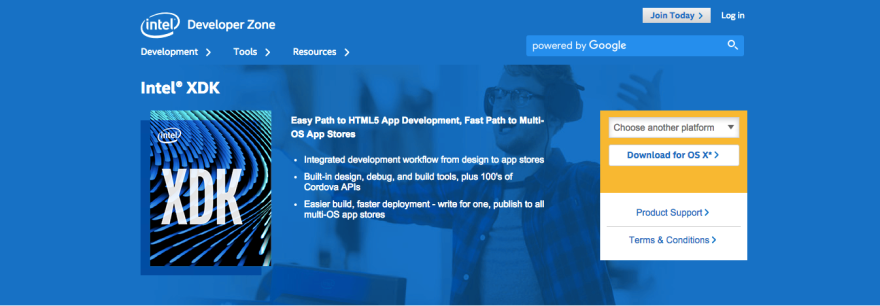 Join Today >
Log in
intel Developer Zone
Development >
Tools >
Resources >
powered by Google
Intel® XDK
intel
XDK
Easy Path to HTML5 App Development, Fast Path to Multi-
OS App Stores
• Integrated development workflow from design to app stores
• Built-in design, debug, and build tools, plus 100's of
Cordova APIs
• Easier build, faster deployment - write for one, publish to all
multi-OS app stores
Choose another platform
Download for OS X* >
Product Support >
Terms & Conditions >